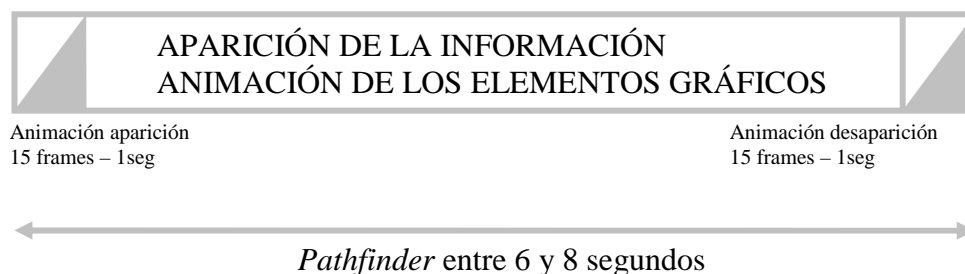 APARICIÓN DE LA INFORMACIÓN
ANIMACIÓN DE LOS ELEMENTOS GRÁFICOS
Animación aparición
15 frames – 1seg
Animación desaparición
15 frames – 1seg
Pathfinder entre 6 y 8 segundos